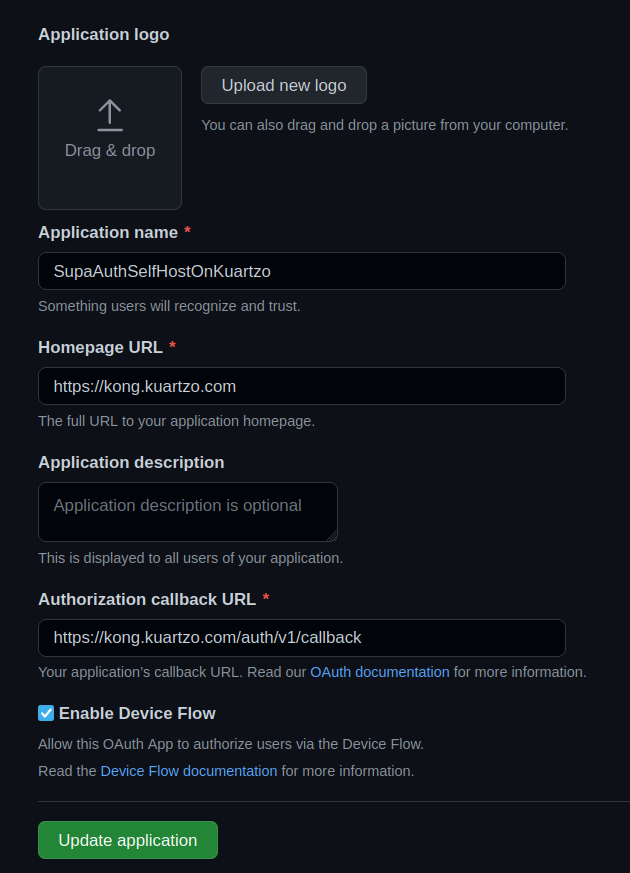 Application logo
Upload new logo
You can also drag and drop a picture from your computer.
Drag & drop
Application name *
SupaAuthSelfHostOnKuartzo
Something users will recognize and trust.
Homepage URL *
https://kong.kuartzo.com
The full URL to your application homepage.
Application description
Application description is optional
This is displayed to all users of your application.
Authorization callback URL *
https://kong.kuartzo.com/auth/v1/callback
Your application’s callback URL. Read our OAuth documentation for more information.
Enable Device Flow
Allow this OAuth App to authorize users via the Device Flow.
Read the Device Flow documentation for more information.
Update application